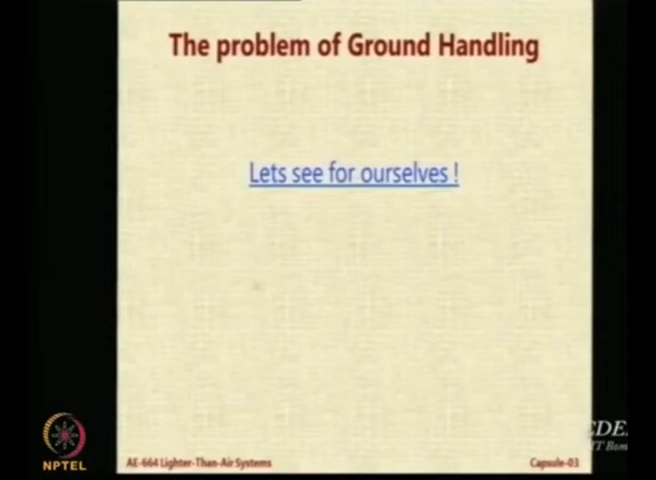 The problem of Ground Handling
Lets see for ourselves !
NPTEL
AE-664 Lighter-Than-Air Systems
Capsule-03